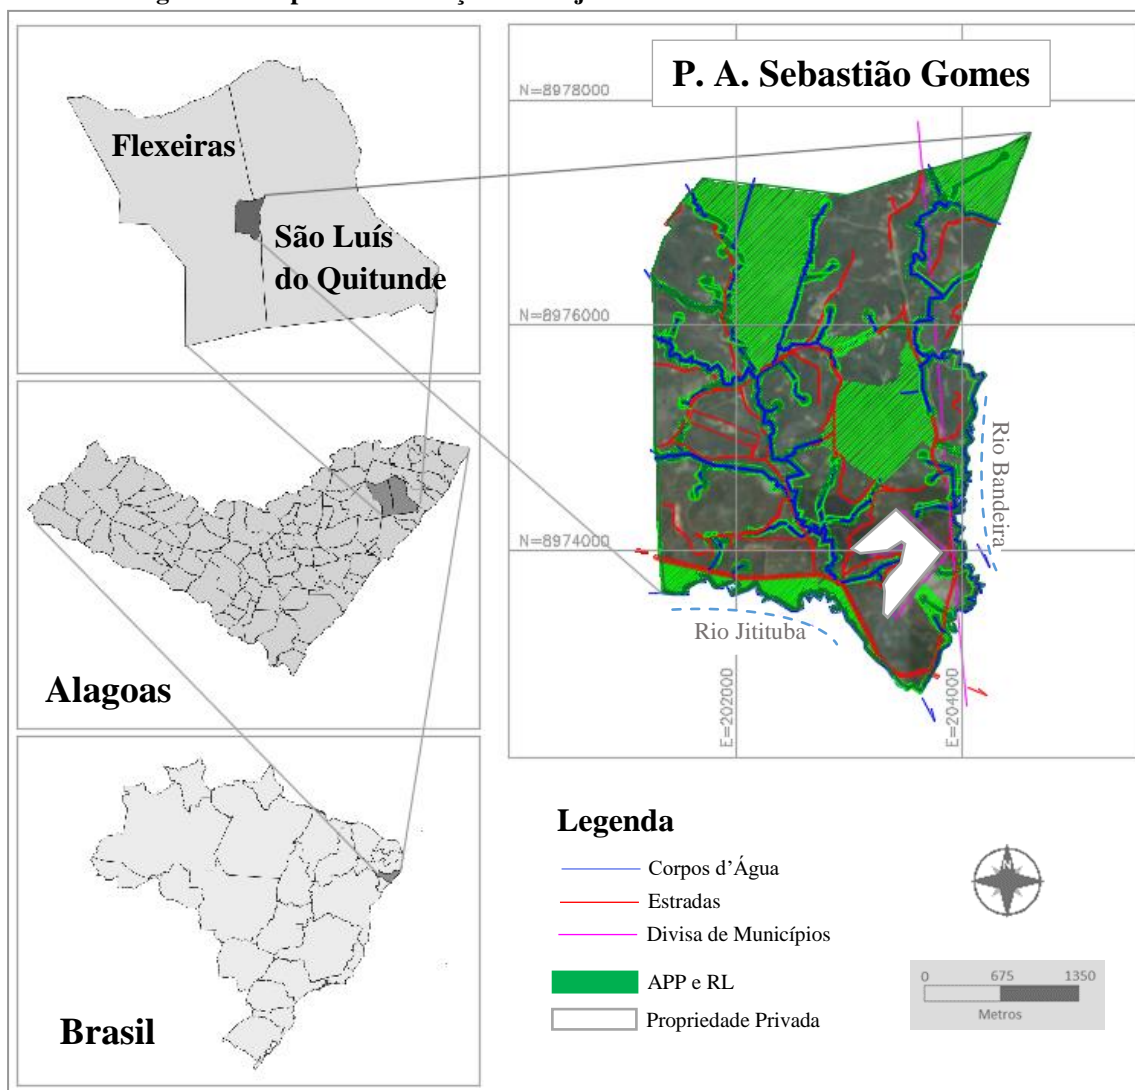 Flexeiras
São Luís
do Quitunde
Alagoas
Brasil
P. A. Sebastião Gomes
N=8978000
N=8976000
N=8974000
Rio Bandeira
Rio Jitituba
E=202000
E=204000
Legenda
Corpos d’Água
Estradas
Divisa de Municípios
APP e RL
Propriedade Privada
N
0 675 1350
Metros